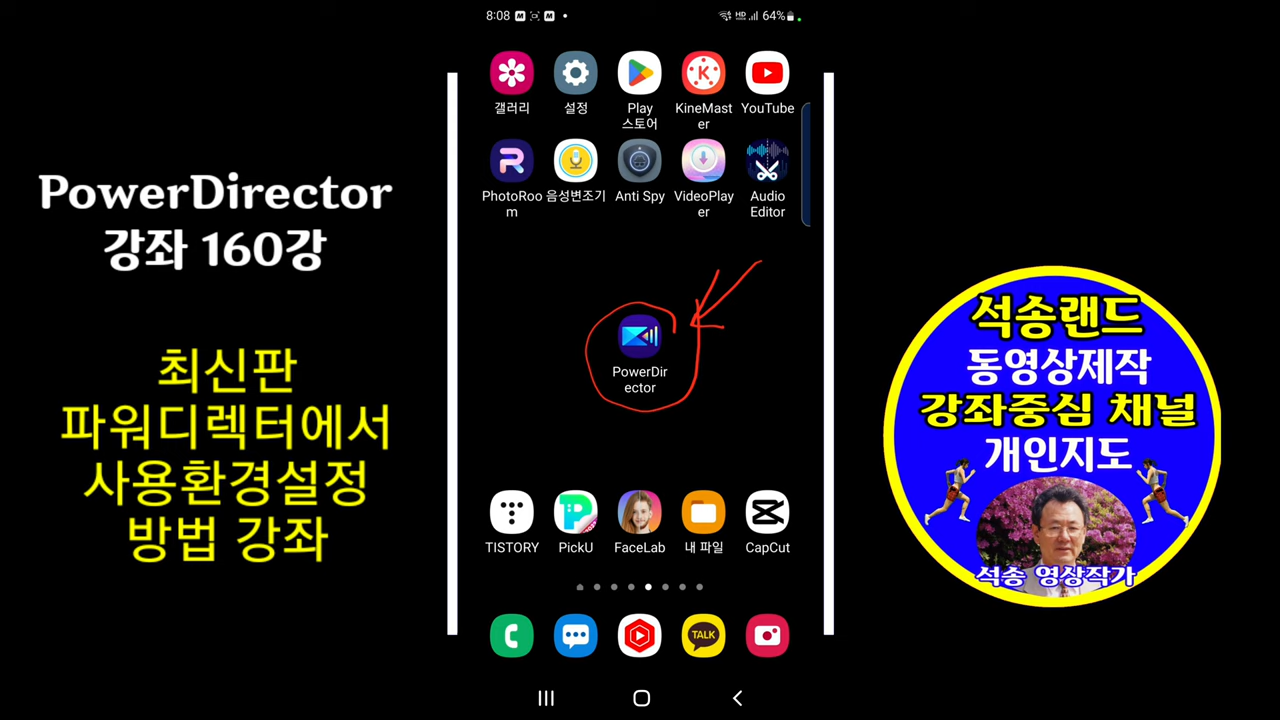 PowerDirector
강좌 160강
최신판
파워디렉터에서
사용환경설정
방법 강좌
8:08
HD
64%
갤러리
설정
Play
스토어
KineMast
er
YouTube
PhotoRoo
m
음성변조기
Anti Spy
VideoPlay
er
Audio
Editor
PowerDir
ector
TISTORY
PickU
FaceLab
내 파일
CapCut
TALK
석송랜드
동영상제작
강좌중심 채널
개인지도
석송 영상작가